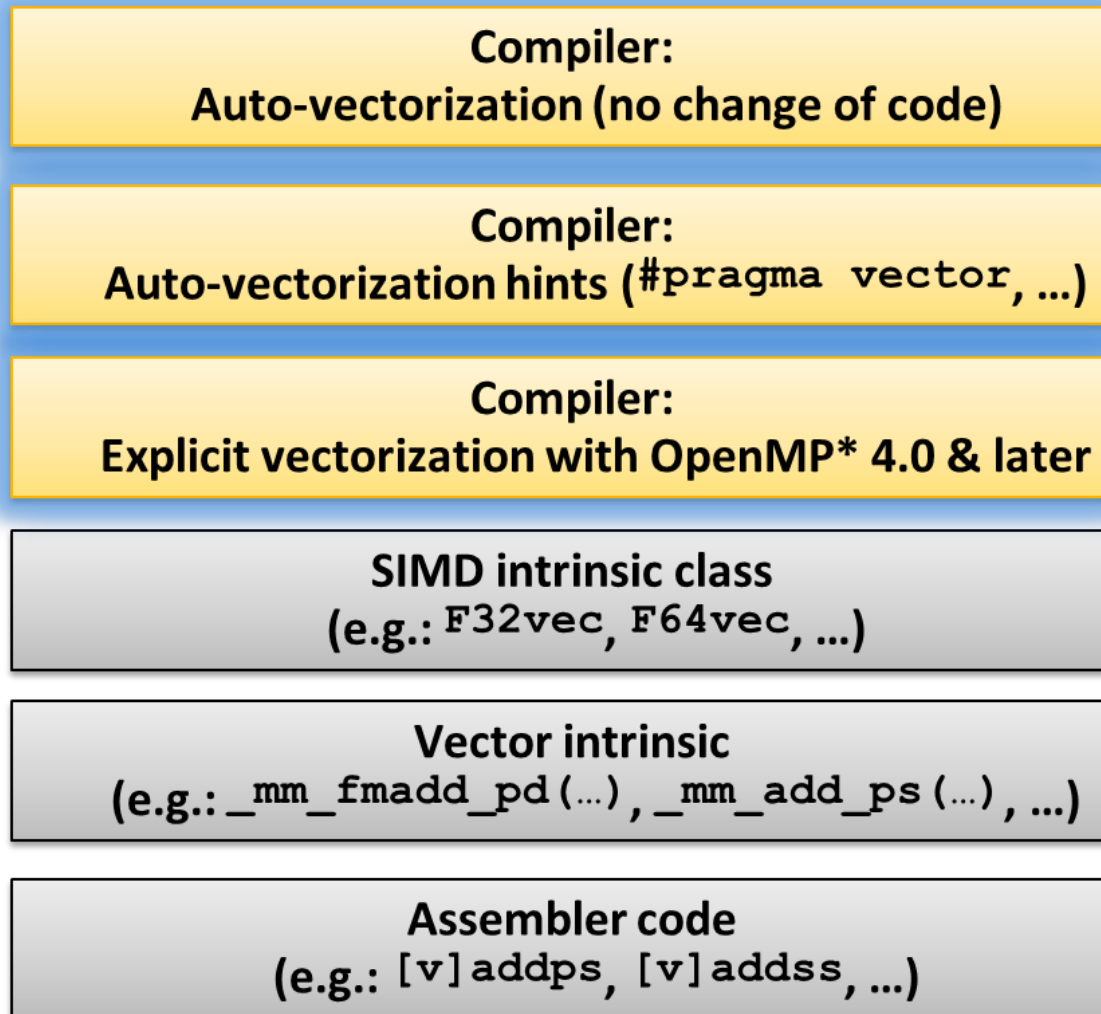 Compiler:
Auto-vectorization (no change of code)
Compiler:
Auto-vectorization hints (#pragma vector, …)
Compiler:
Explicit vectorization with OpenMP* 4.0 & later
SIMD intrinsic class
(e.g.: F32vec, F64vec, …)
Vector intrinsic
(e.g.: _mm_fmadd_pd(…), _mm_add_ps(…), …)
Assembler code
(e.g.: [v]addps, [v]addss, …)